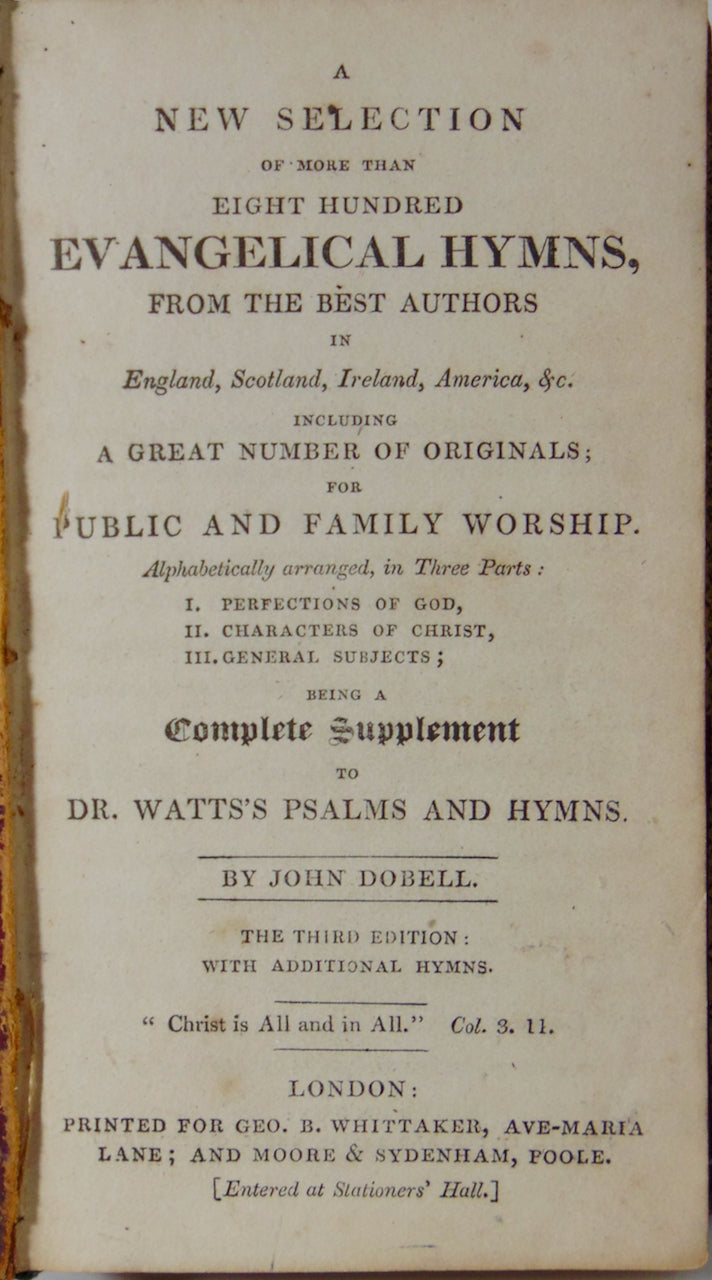 A
NEW SELECTION
OF MORE THAN
EIGHT HUNDRED
EVANGELICAL HYMNS,
FROM THE BEST AUTHORS
IN
England, Scotland, Ireland, America, &c.
INCLUDING
A GREAT NUMBER OF ORIGINALS;
FOR
PUBLIC AND FAMILY WORSHIP.
Alphabetically arranged, in Three Parts:
I. PERFECTIONS OF GOD,
II. CHARACTERS OF CHRIST,
III. GENERAL SUBJECTS;
BEING A
Complete Supplement
TO
DR. WATTS'S PSALMS AND HYMNS.
BY JOHN DOBELL.
THE THIRD EDITION:
WITH ADDITIONAL HYMNS.
"Christ is All and in All." Col. 3. 11.
LONDON:
PRINTED FOR GEO. B. WHITTAKER, AVE-MARIA
LANE; AND MOORE & SYDENHAM, POOLE.
[Entered at Stationers' Hall.]